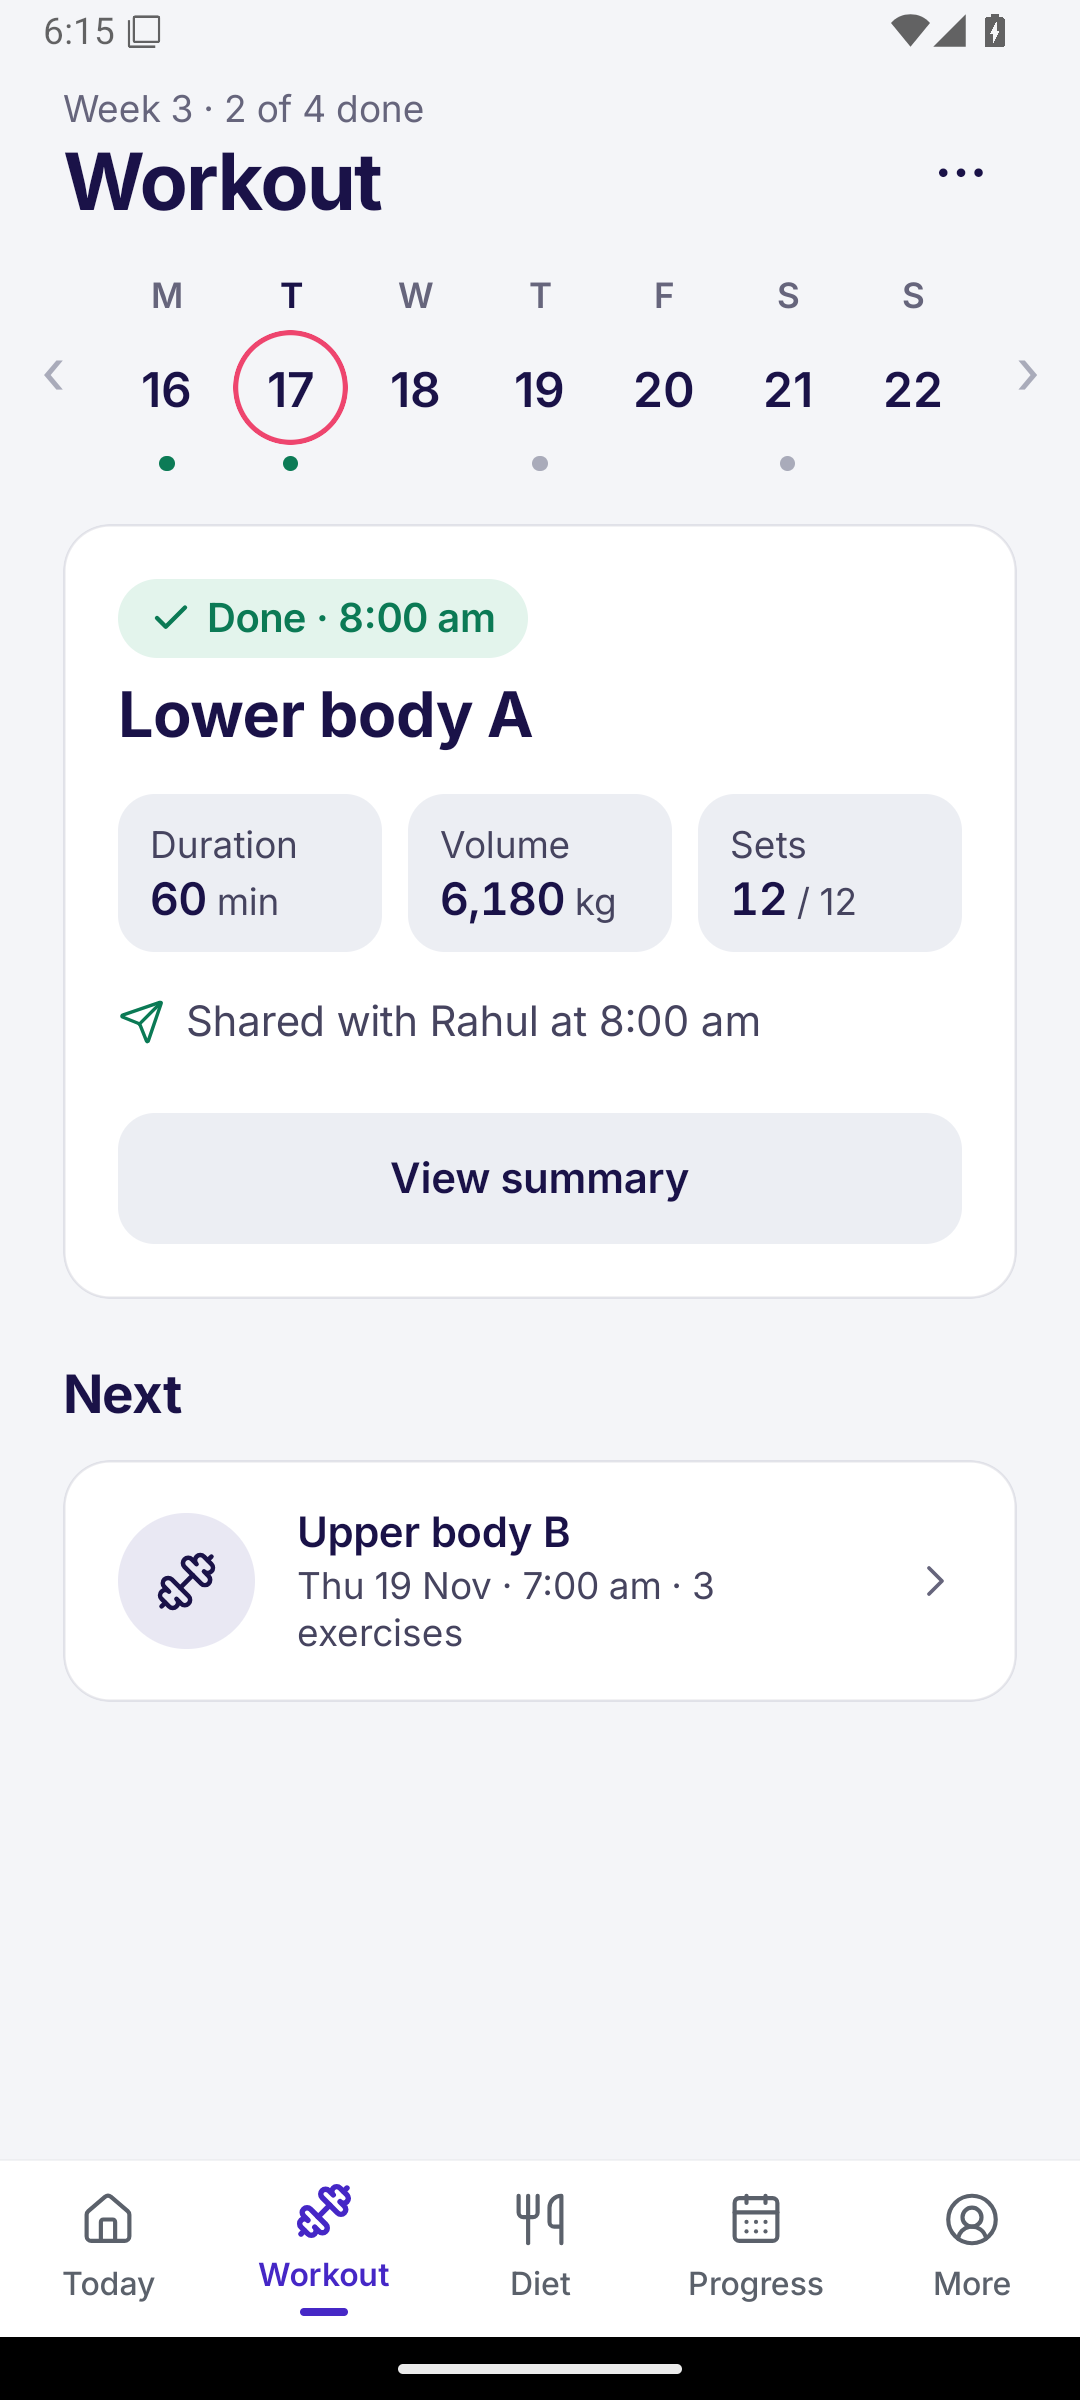 6:15
Week 3 · 2 of 4 done
Workout
M T W T F S S
16 17 18 19 20 21 22
Done · 8:00 am
Lower body A
Duration Volume Sets
60 min 6,180 kg 12 / 12
Shared with Rahul at 8:00 am
View summary
Next
Upper body B
Thu 19 Nov · 7:00 am · 3
exercises
Today Workout Diet Progress More